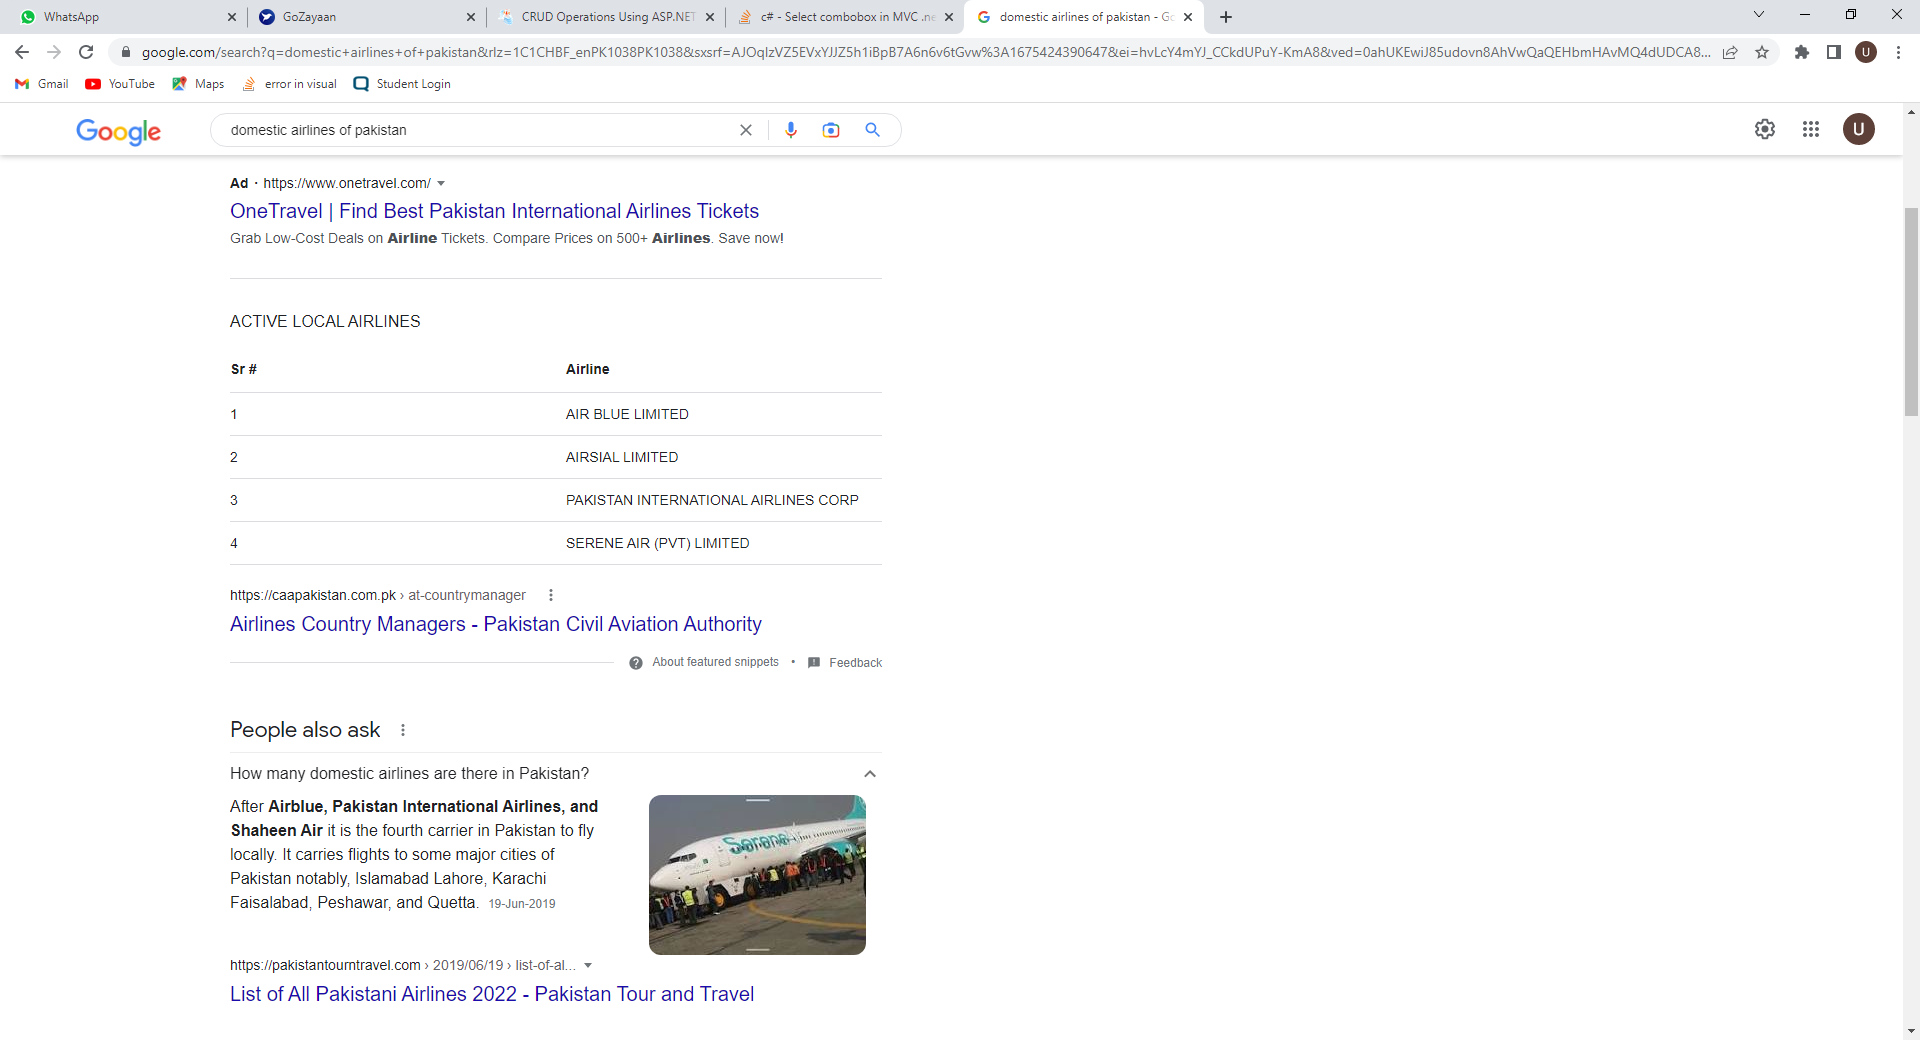 WhatsApp
GoZayaan
CRUD Operations Using ASP.NET
c# - Select combobox in MVC .ne
domestic airlines of pakistan - Go
google.com/search?q=domestic+airlines+of+pakistan&rlz=1C1CHBF_enPK1038PK1038&sxsrf=AJOqlzVZ5EVxYJJZ5h1iBpB7A6n6v6tGvw%3A1675424390647&ei=hvLcY4mYJ_CCkdUPuY-KmA8&ved=0ahUKEwiJ85udovn8AhVwQaQEHbmHAvMQ4dUDCA8...
U
Gmail
YouTube
Maps
error in visual
Student Login
Google
domestic airlines of pakistan
U
Ad · https://www.onetravel.com/
OneTravel | Find Best Pakistan International Airlines Tickets
Grab Low-Cost Deals on Airline Tickets. Compare Prices on 500+ Airlines. Save now!
ACTIVE LOCAL AIRLINES
Sr # Airline
1 AIR BLUE LIMITED
2 AIRSIAL LIMITED
3 PAKISTAN INTERNATIONAL AIRLINES CORP
4 SERENE AIR (PVT) LIMITED
https://caapakistan.com.pk › at-countrymanager
Airlines Country Managers - Pakistan Civil Aviation Authority
About featured snippets • Feedback
People also ask
How many domestic airlines are there in Pakistan?
After Airblue, Pakistan International Airlines, and
Shaheen Air it is the fourth carrier in Pakistan to fly
locally. It carries flights to some major cities of
Pakistan notably, Islamabad Lahore, Karachi
Faisalabad, Peshawar, and Quetta. 19-Jun-2019
Serene
https://pakistantourntravel.com › 2019/06/19 › list-of-al...
List of All Pakistani Airlines 2022 - Pakistan Tour and Travel